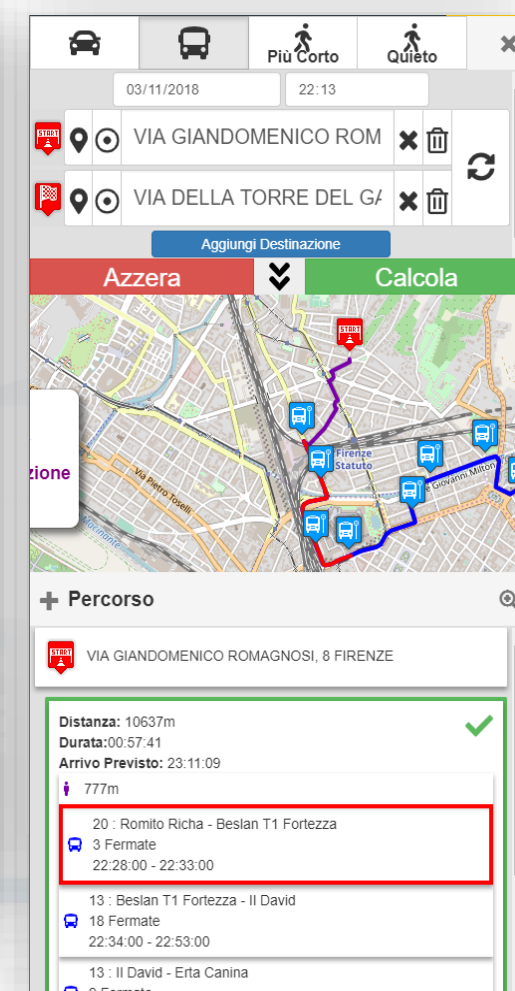 Più Corto
Quieto
03/11/2018
22:13
START
VIA GIANDOMENICO ROM
VIA DELLA TORRE DEL GA
Aggiungi Destinazione
Azzera
Calcola
START
Firenze
Statuto
zione
Via Pietro Toselli
Giovanni Milton
Percorso
START
VIA GIANDOMENICO ROMAGNOSI, 8 FIRENZE
Distanza: 10637m
Durata:00:57:41
Arrivo Previsto: 23:11:09
777m
20 : Romito Richa - Beslan T1 Fortezza
3 Fermate
22:28:00 - 22:33:00
13 : Beslan T1 Fortezza - Il David
18 Fermate
22:34:00 - 22:53:00
13 : Il David - Erta Canina